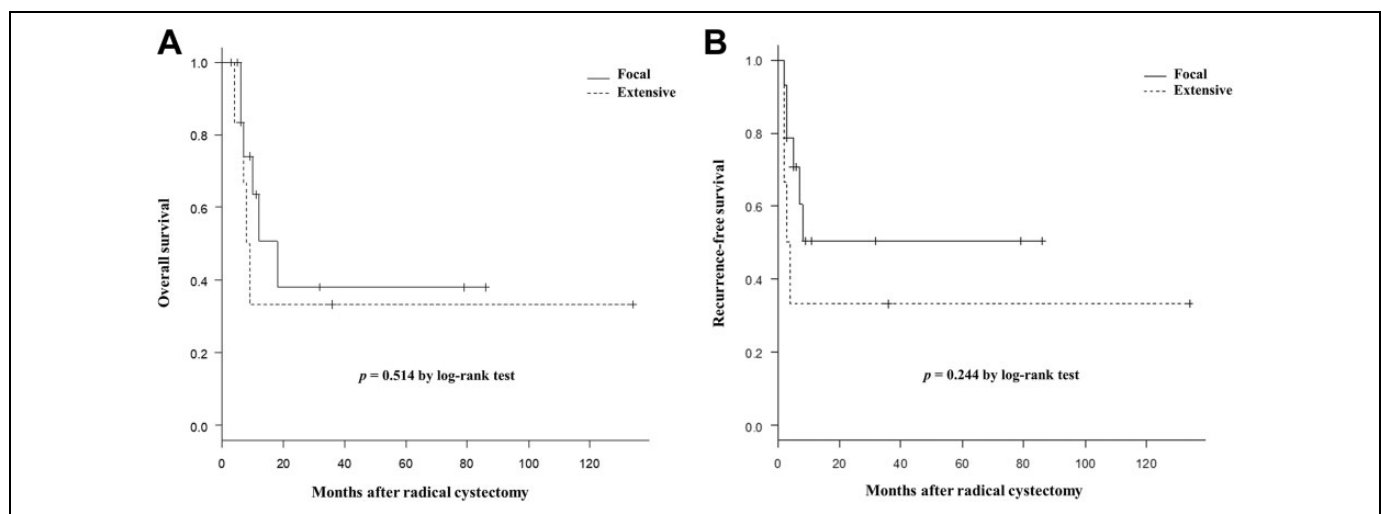 A
Focal
Extensive
Overall survival
1.0
0.8
0.6
0.4
0.2
0.0
p = 0.514 by log-rank test
0 20 40 60 80 100 120
Months after radical cystectomy
B
Focal
Extensive
Recurrence-free survival
1.0
0.8
0.6
0.4
0.2
0.0
p = 0.244 by log-rank test
0 20 40 60 80 100 120
Months after radical cystectomy